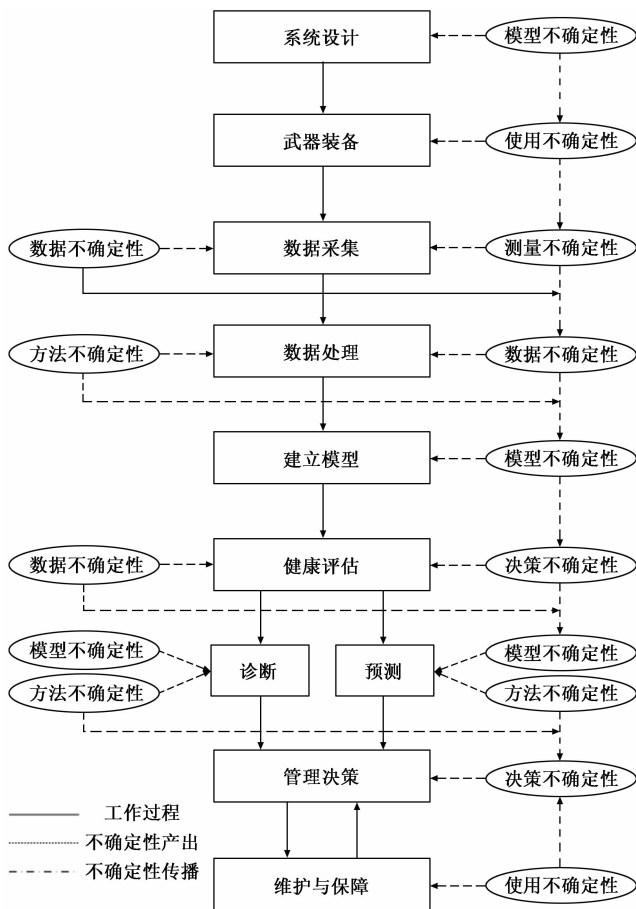 系统设计
模型不确定性
武器装备
使用不确定性
数据不确定性
数据采集
测量不确定性
方法不确定性
数据处理
数据不确定性
建立模型
模型不确定性
数据不确定性
健康评估
决策不确定性
模型不确定性
方法不确定性
诊断
预测
模型不确定性
方法不确定性
管理决策
决策不确定性
工作过程
不确定性产出
不确定性传播
维护与保障
使用不确定性